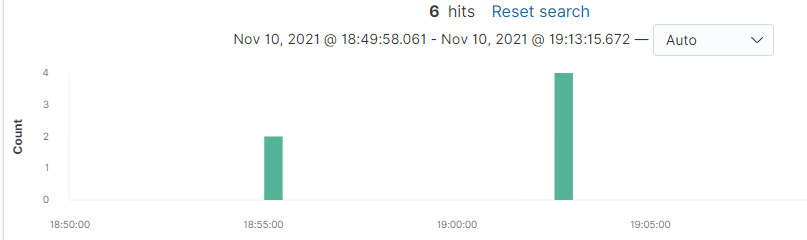 6 hits Reset search
Nov 10, 2021 @ 18:49:58.061 - Nov 10, 2021 @ 19:13:15.672 — Auto
4
3
2
1
0
Count
18:50:00 18:55:00 19:00:00 19:05:00